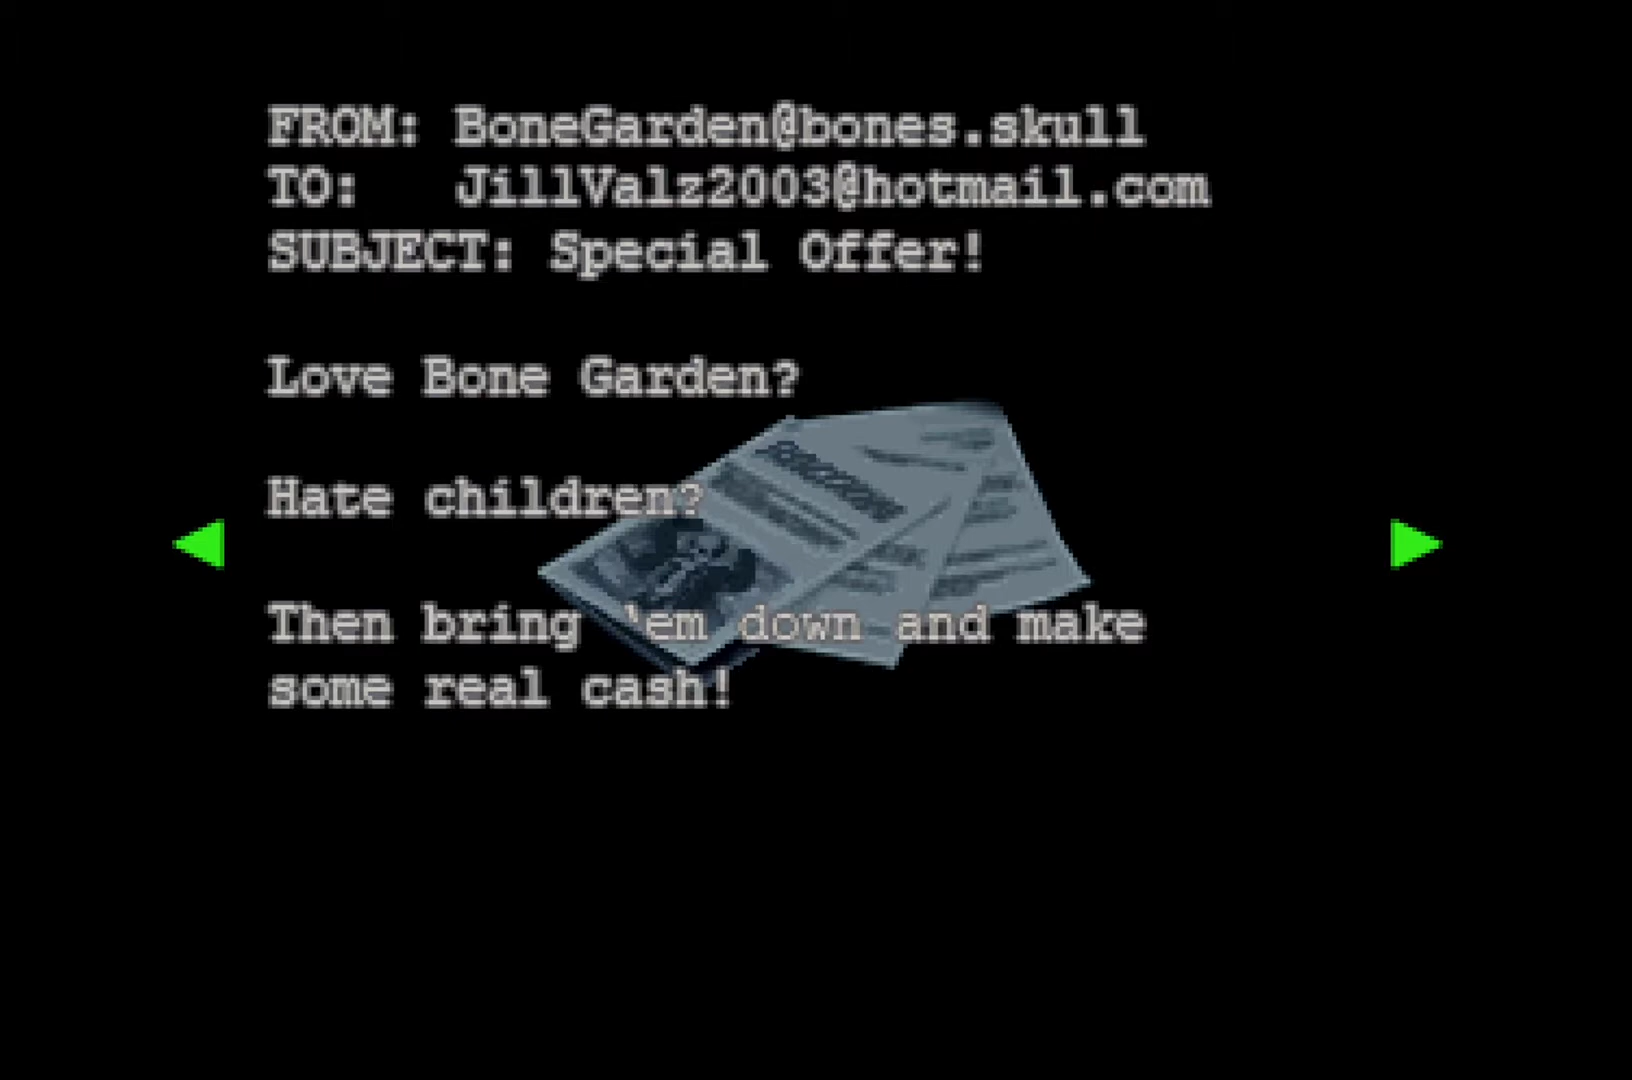 FROM: BoneGarden@bones.skull
TO: JillValz2003@hotmail.com
SUBJECT: Special Offer!
Love Bone Garden?
Hate children?
Then bring 'em down and make
some real cash!